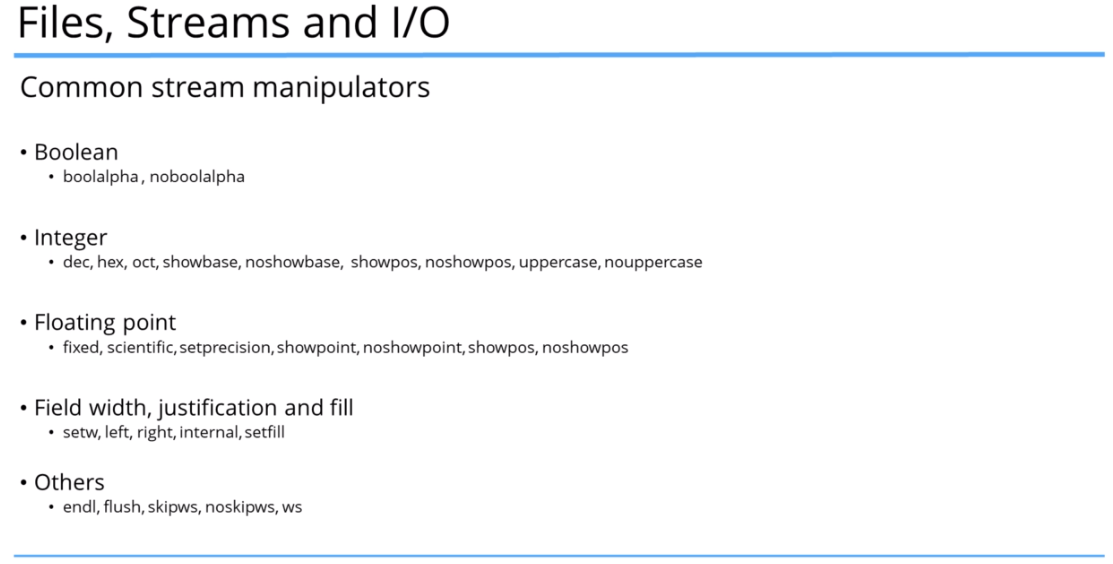 Files, Streams and I/O
Common stream manipulators
• Boolean
• boolalpha, noboolalpha
• Integer
• dec, hex, oct, showbase, noshowbase, showpos, noshowpos, uppercase, nouppercase
• Floating point
• fixed, scientific, setprecision, showpoint, noshowpoint, showpos, noshowpos
• Field width, justification and fill
• setw, left, right, internal, setfill
• Others
• endl, flush, skipws, noskipws, ws